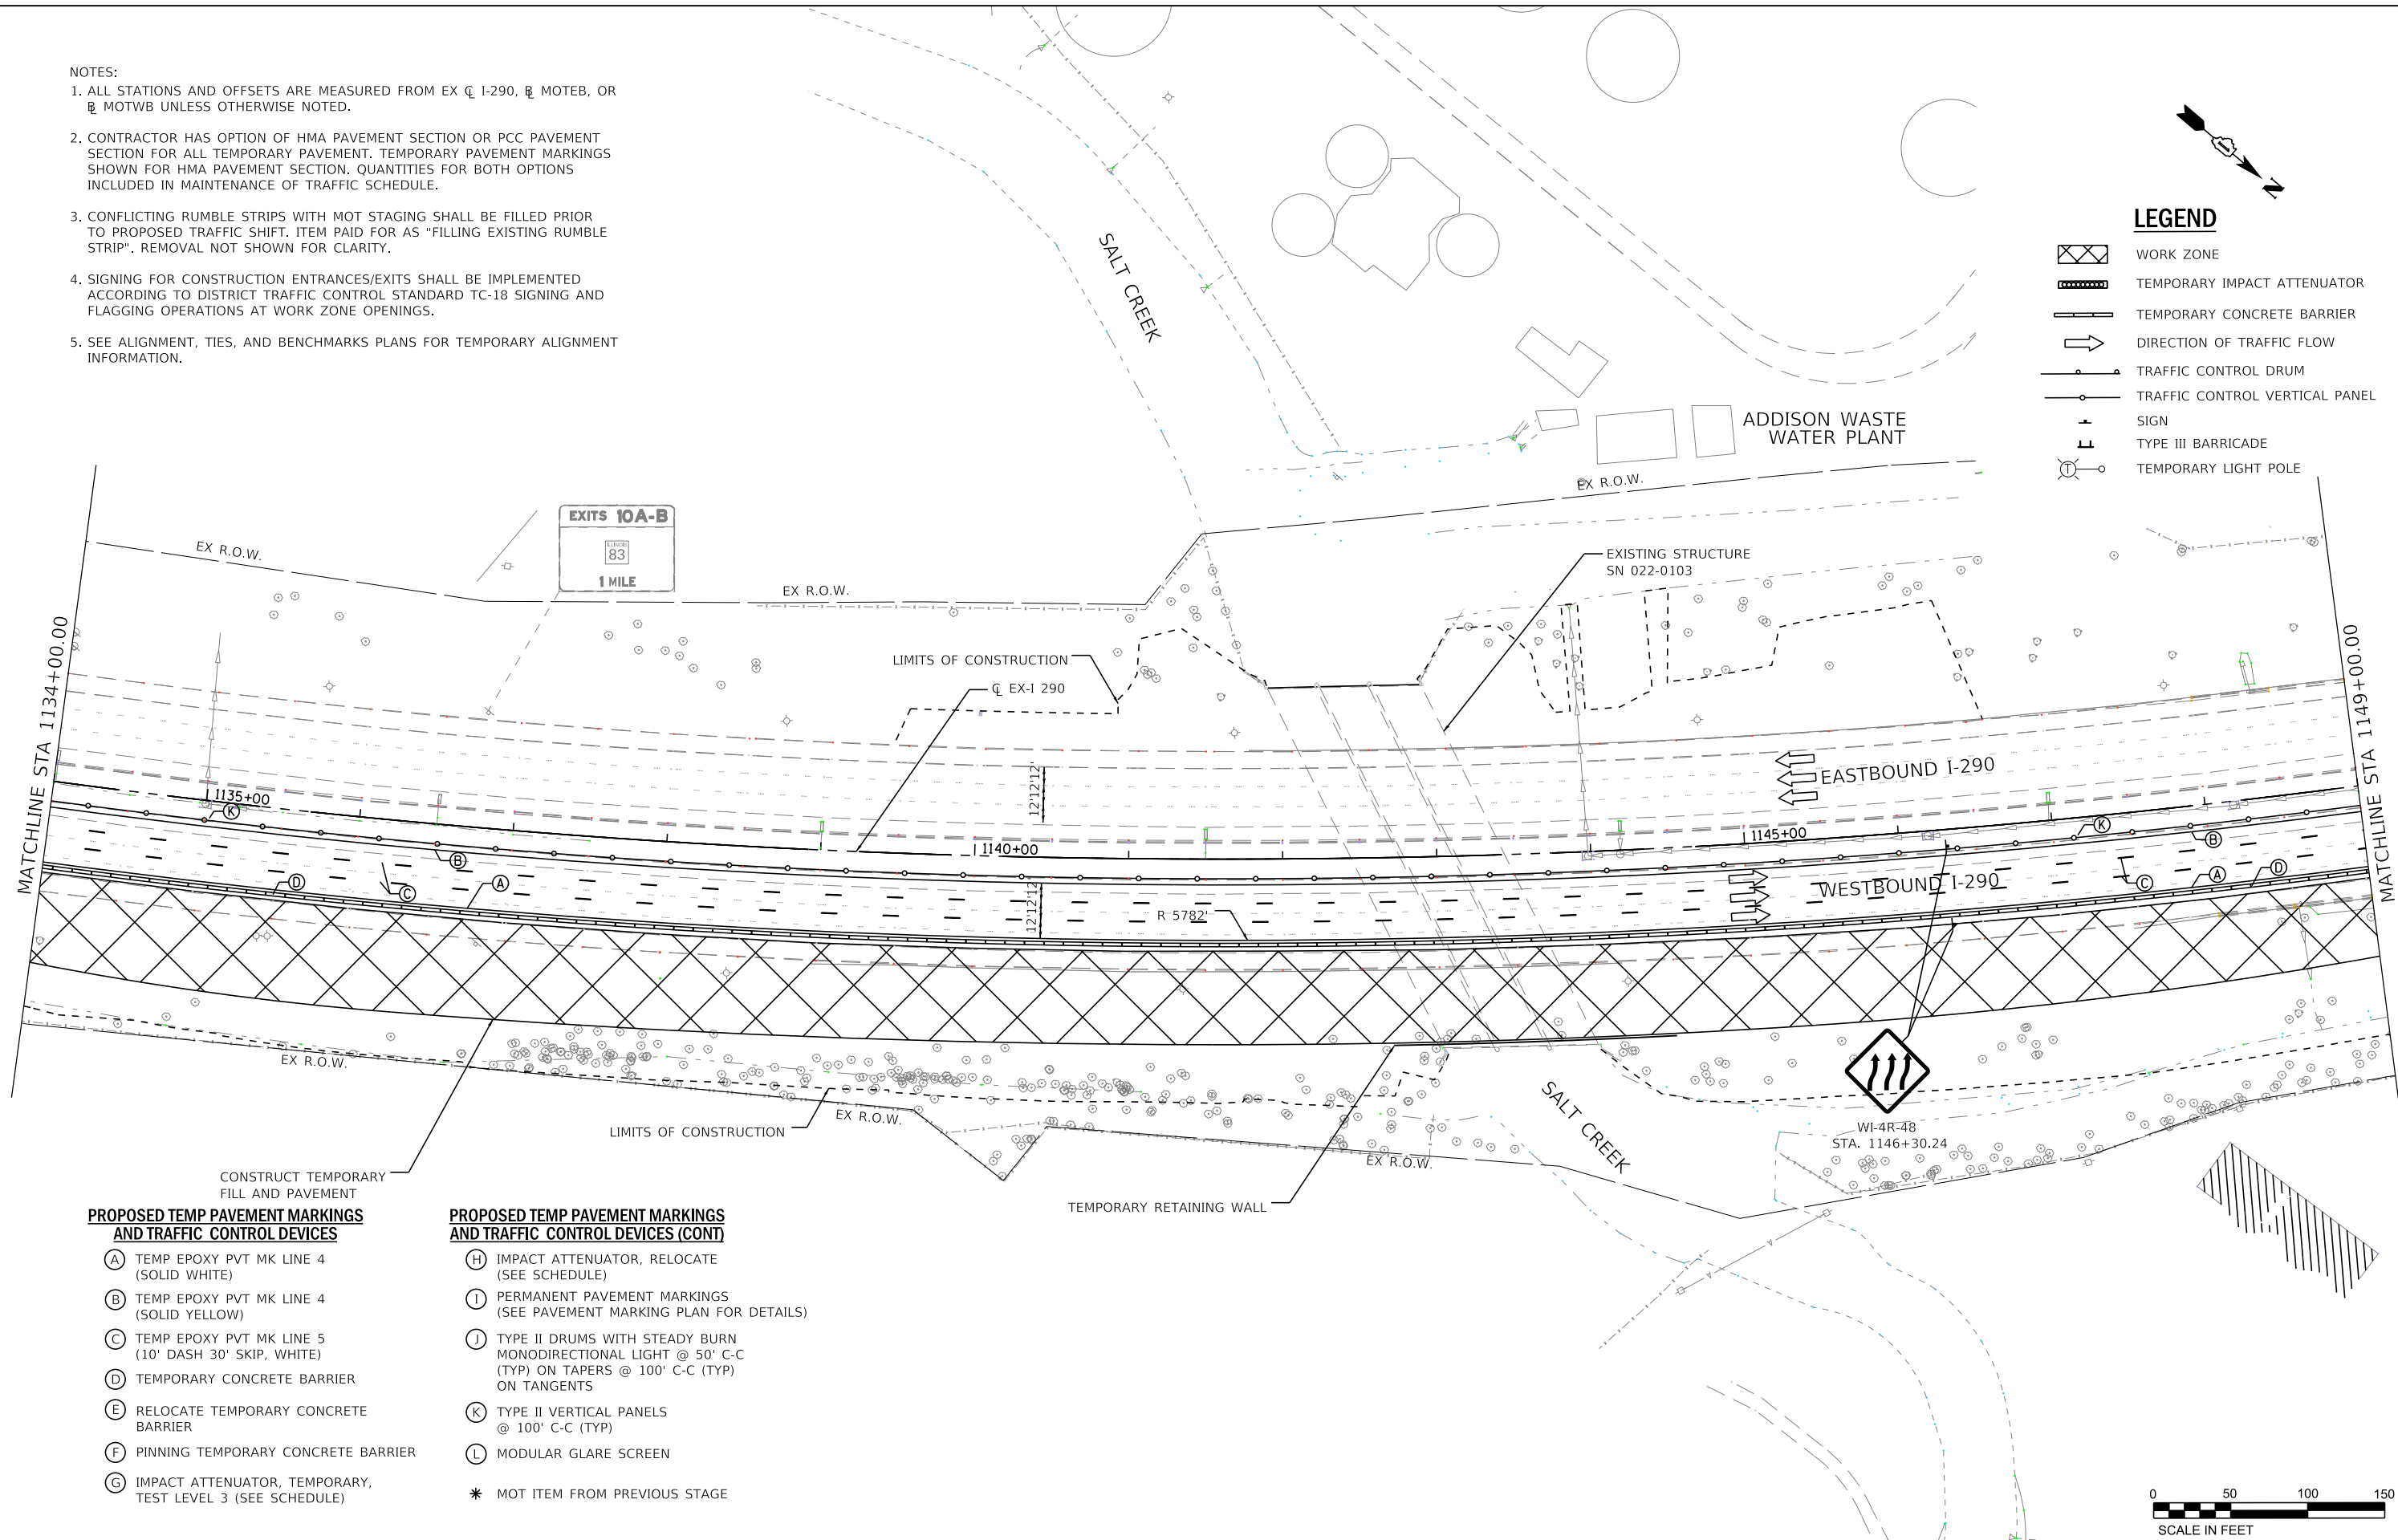 NOTES:
1. ALL STATIONS AND OFFSETS ARE MEASURED FROM EX ℄ I-290, B̲L MOTEB, OR
B̲L MOTWB UNLESS OTHERWISE NOTED.
2. CONTRACTOR HAS OPTION OF HMA PAVEMENT SECTION OR PCC PAVEMENT
SECTION FOR ALL TEMPORARY PAVEMENT. TEMPORARY PAVEMENT MARKINGS
SHOWN FOR HMA PAVEMENT SECTION. QUANTITIES FOR BOTH OPTIONS
INCLUDED IN MAINTENANCE OF TRAFFIC SCHEDULE.
3. CONFLICTING RUMBLE STRIPS WITH MOT STAGING SHALL BE FILLED PRIOR
TO PROPOSED TRAFFIC SHIFT. ITEM PAID FOR AS "FILLING EXISTING RUMBLE
STRIP". REMOVAL NOT SHOWN FOR CLARITY.
4. SIGNING FOR CONSTRUCTION ENTRANCES/EXITS SHALL BE IMPLEMENTED
ACCORDING TO DISTRICT TRAFFIC CONTROL STANDARD TC-18 SIGNING AND
FLAGGING OPERATIONS AT WORK ZONE OPENINGS.
5. SEE ALIGNMENT, TIES, AND BENCHMARKS PLANS FOR TEMPORARY ALIGNMENT
INFORMATION.
N
LEGEND
WORK ZONE
TEMPORARY IMPACT ATTENUATOR
TEMPORARY CONCRETE BARRIER
DIRECTION OF TRAFFIC FLOW
TRAFFIC CONTROL DRUM
TRAFFIC CONTROL VERTICAL PANEL
SIGN
TYPE III BARRICADE
T TEMPORARY LIGHT POLE
SALT CREEK
ADDISON WASTE
WATER PLANT
EX R.O.W.
EXITS 10A-B
ILLINOIS
83
1 MILE
EX R.O.W.
EX R.O.W.
EXISTING STRUCTURE
SN 022-0103
LIMITS OF CONSTRUCTION
℄ EX-I 290
MATCHLINE STA 1134+00.00
MATCHLINE STA 1149+00.00
12'12'12'
EASTBOUND I-290
1135+00
K
1140+00
1145+00
K
B
B
D
C
A
12'12'12'
R 5782'
WESTBOUND I-290
C
A
D
EX R.O.W.
LIMITS OF CONSTRUCTION
EX R.O.W.
EX R.O.W.
SALT CREEK
WI-4R-48
STA. 1146+30.24
CONSTRUCT TEMPORARY
FILL AND PAVEMENT
TEMPORARY RETAINING WALL
PROPOSED TEMP PAVEMENT MARKINGS
AND TRAFFIC CONTROL DEVICES
A TEMP EPOXY PVT MK LINE 4
(SOLID WHITE)
B TEMP EPOXY PVT MK LINE 4
(SOLID YELLOW)
C TEMP EPOXY PVT MK LINE 5
(10' DASH 30' SKIP, WHITE)
D TEMPORARY CONCRETE BARRIER
E RELOCATE TEMPORARY CONCRETE
BARRIER
F PINNING TEMPORARY CONCRETE BARRIER
G IMPACT ATTENUATOR, TEMPORARY,
TEST LEVEL 3 (SEE SCHEDULE)
PROPOSED TEMP PAVEMENT MARKINGS
AND TRAFFIC CONTROL DEVICES (CONT)
H IMPACT ATTENUATOR, RELOCATE
(SEE SCHEDULE)
I PERMANENT PAVEMENT MARKINGS
(SEE PAVEMENT MARKING PLAN FOR DETAILS)
J TYPE II DRUMS WITH STEADY BURN
MONODIRECTIONAL LIGHT @ 50' C-C
(TYP) ON TAPERS @ 100' C-C (TYP)
ON TANGENTS
K TYPE II VERTICAL PANELS
@ 100' C-C (TYP)
L MODULAR GLARE SCREEN
* MOT ITEM FROM PREVIOUS STAGE
0 50 100 150
SCALE IN FEET